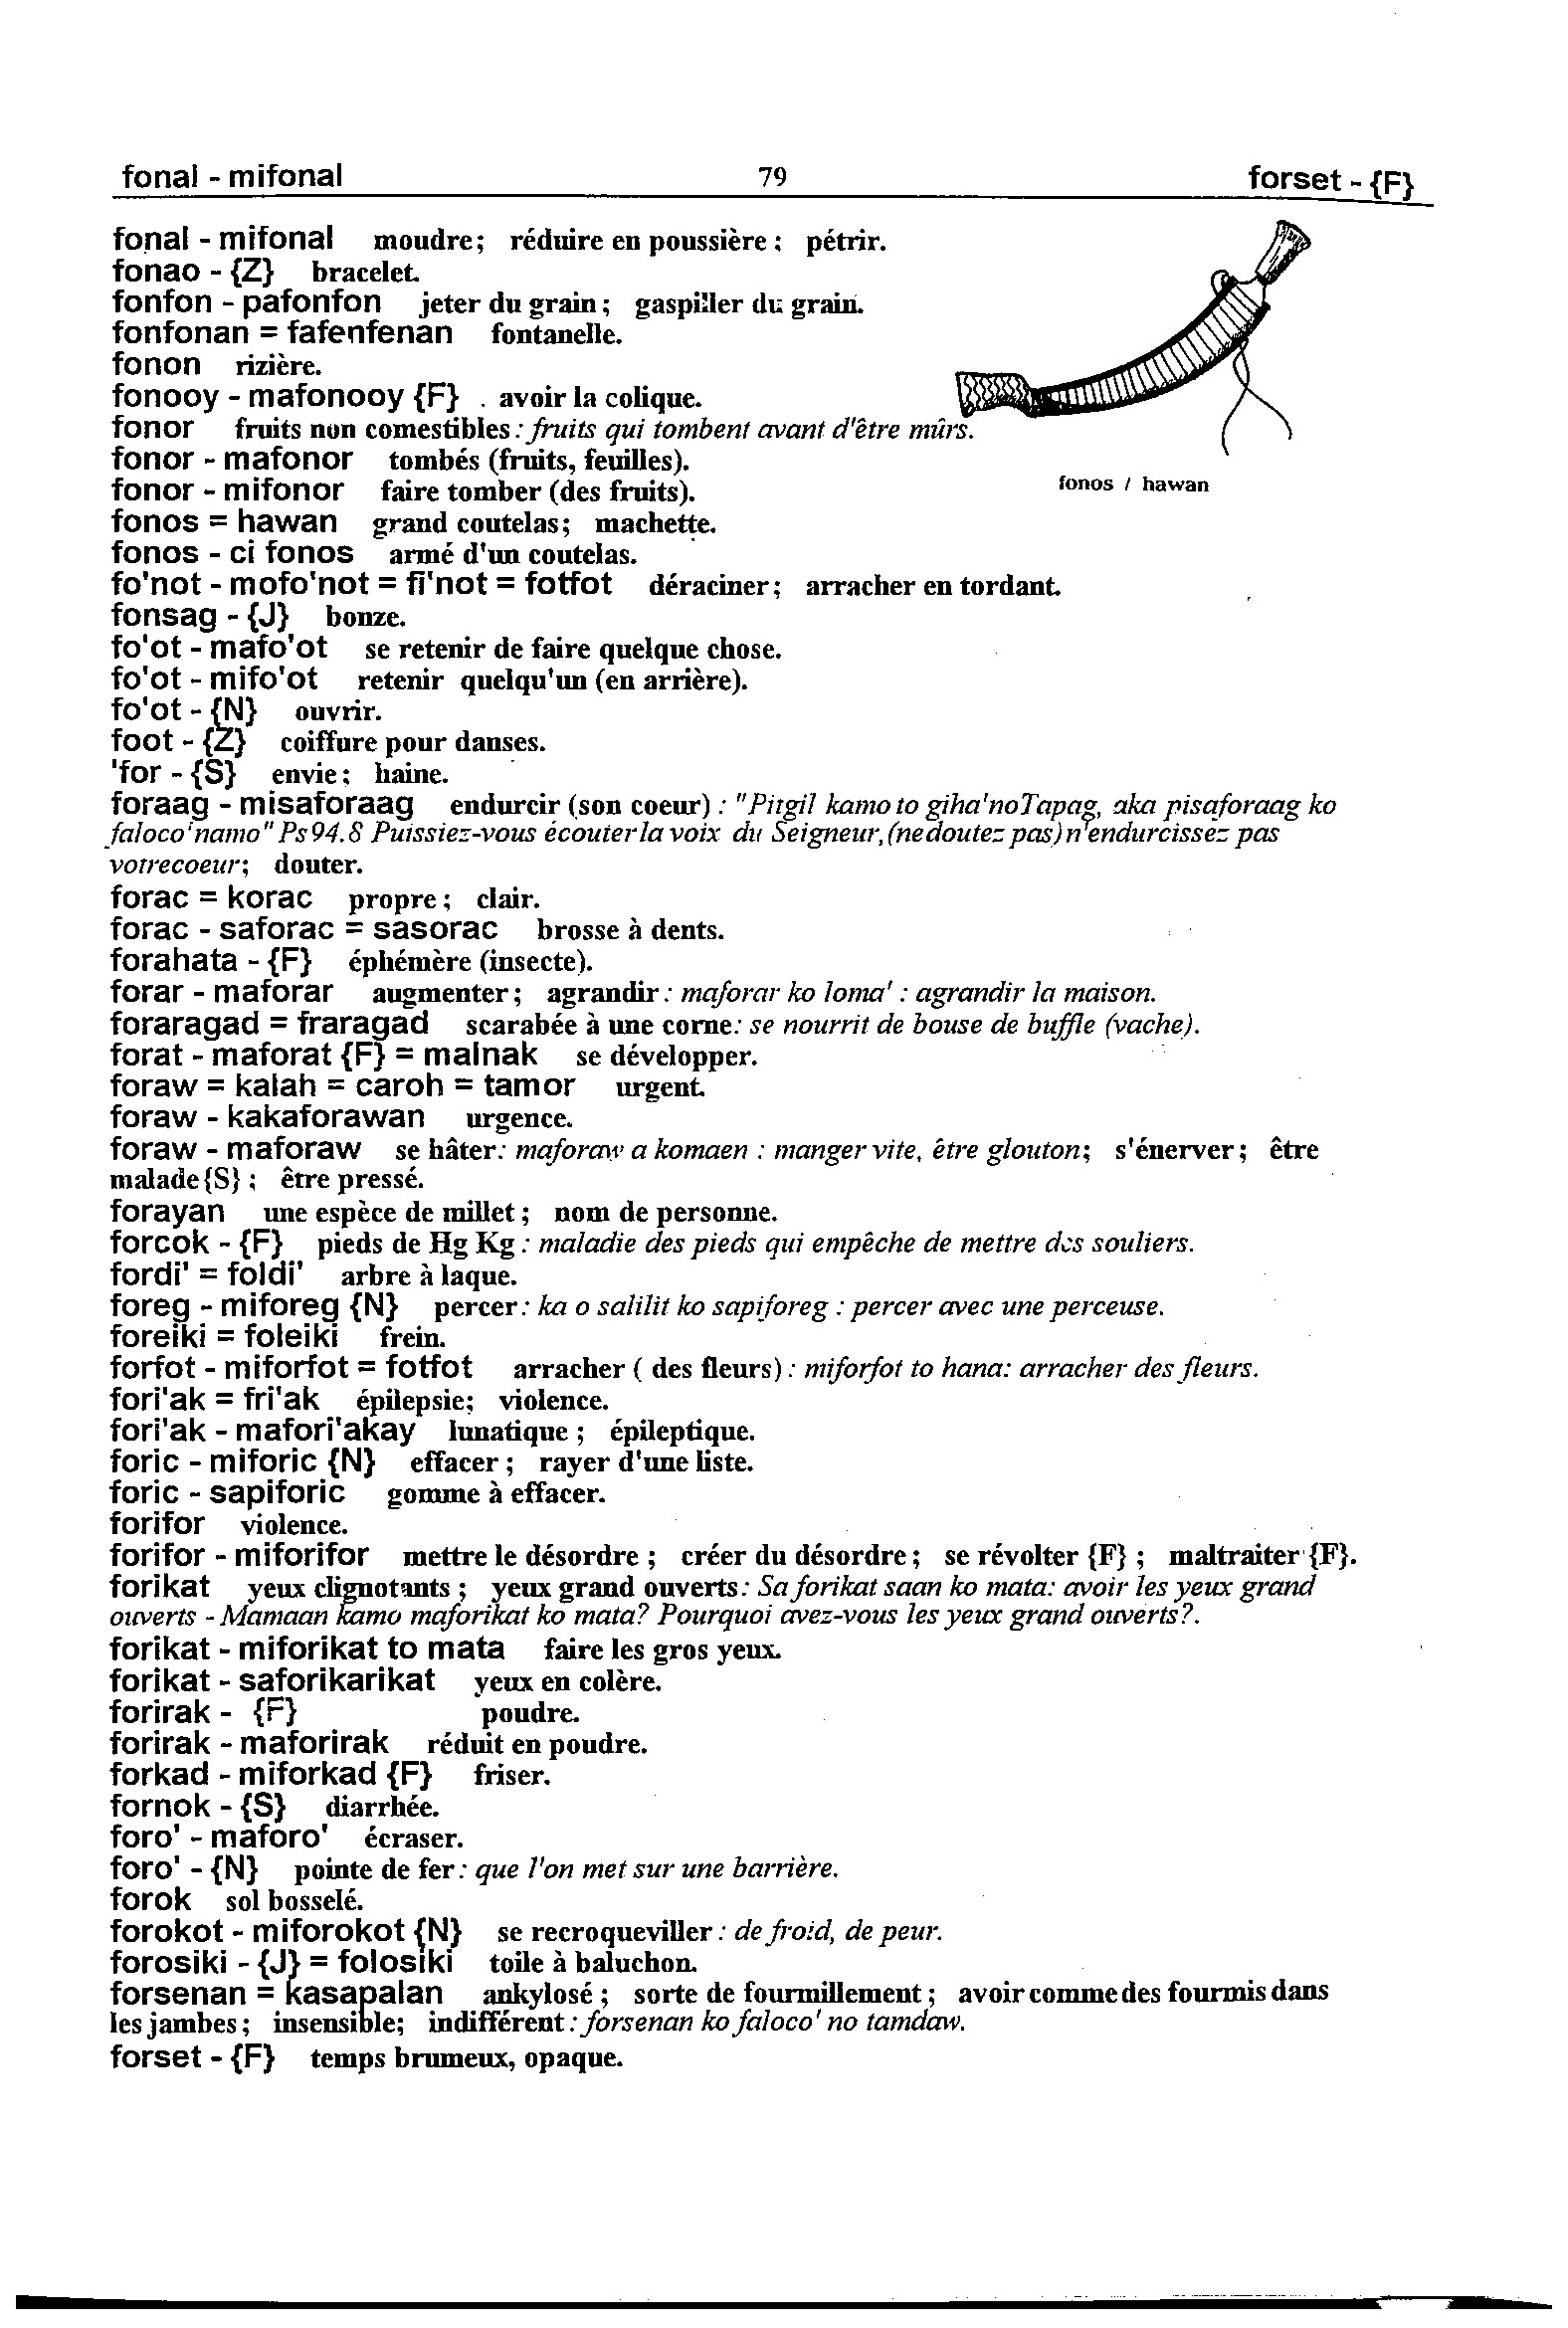 fonal - mifonal 79 forset - {F}
fonal - mifonal moudre; réduire en poussière; pétrir.
fonao - {Z} bracelet.
fonfon - pafonfon jeter du grain; gaspiller du grain.
fonfonan = fafenfenan fontanelle.
fonon rizière.
fonooy - mafonooy {F} . avoir la colique.
fonor fruits non comestibles: fruits qui tombent avant d'être mûrs.
fonor - mafonor tombés (fruits, feuilles).
fonor - mifonor faire tomber (des fruits).
fonos / hawan
fonos = hawan grand coutelas; machette.
fonos - ci fonos armé d'un coutelas.
fo'not - mofo'not = fi'not = fotfot déraciner; arracher en tordant.
fonsag - {J} bonze.
fo'ot - mafo'ot se retenir de faire quelque chose.
fo'ot - mifo'ot retenir quelqu'un (en arrière).
fo'ot - {N} ouvrir.
foot - {Z} coiffure pour danses.
'for - {S} envie; haine.
foraag - misaforaag endurcir (son coeur) : "Pitgil kamo to giha'no Tapag, aka pisaforaag ko
faloco'namo" Ps 94.8 Puissiez-vous écouter la voix du Seigneur, (ne doutez pas) n'endurcissez pas
votre coeur; douter.
forac = korac propre; clair.
forac - saforac = sasorac brosse à dents.
forahata - {F} éphémère (insecte).
forar - maforar augmenter; agrandir: maforar ko loma' : agrandir la maison.
foraragad = fraragad scarabée à une corne: se nourrit de bouse de buffle (vache).
forat - maforat {F} = malnak se développer.
foraw = kalah = caroh = tamor urgent.
foraw - kakaforawan urgence.
foraw - maforaw se hâter: maforaw a komaen : manger vite, être glouton; s'énerver; être
malade {S}; être pressé.
forayan une espèce de millet; nom de personne.
forcok - {F} pieds de Hg Kg : maladie des pieds qui empêche de mettre des souliers.
fordi' = foldi' arbre à laque.
foreg - miforeg {N} percer: ka o salilit ko sapiforeg : percer avec une perceuse.
foreiki = foleiki frein.
forfot - miforfot = fotfot arracher ( des fleurs) : miforfot to hana: arracher des fleurs.
fori'ak = fri'ak épilepsie; violence.
fori'ak - mafori'akay lunatique; épileptique.
foric - miforic {N} effacer; rayer d'une liste.
foric - sapiforic gomme à effacer.
forifor violence.
forifor - miforifor mettre le désordre; créer du désordre; se révolter {F}; maltraiter {F}.
forikat yeux clignotants; yeux grand ouverts: Sa forikat saan ko mata: avoir les yeux grand
ouverts - Mamaan kamo maforikat ko mata? Pourquoi avez-vous les yeux grand ouverts?.
forikat - miforikat to mata faire les gros yeux.
forikat - saforikarikat yeux en colère.
forirak - {F} poudre.
forirak - maforirak réduit en poudre.
forkad - miforkad {F} friser.
fornok - {S} diarrhée.
foro' - maforo' écraser.
foro' - {N} pointe de fer: que l'on met sur une barrière.
forok sol bosselé.
forokot - miforokot {N} se recroqueviller: de froid, de peur.
forosiki - {J} = folosiki toile à baluchon.
forsenan = kasapalan ankylosé; sorte de fourmillement; avoir comme des fourmis dans
les jambes; insensible; indifférent: forsenan ko faloco' no tamdaw.
forset - {F} temps brumeux, opaque.